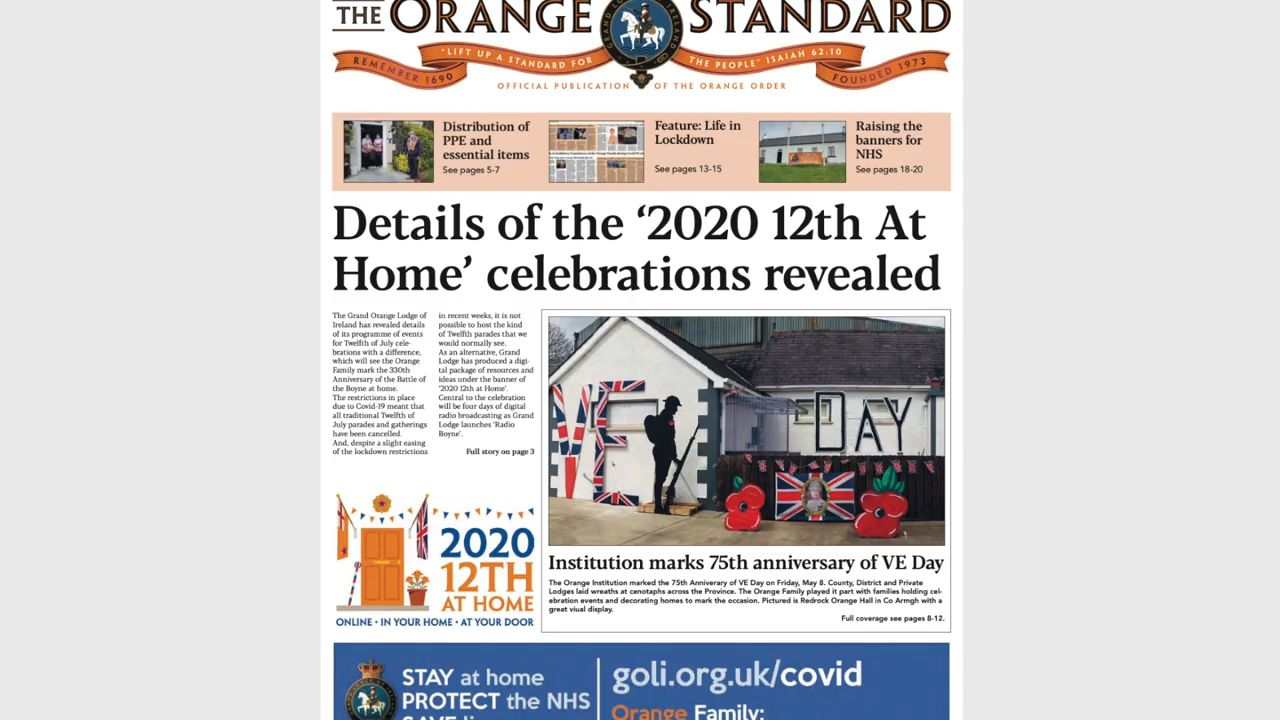 THE ORANGE STANDARD
REMEMBER 1690
"LIFT UP A STANDARD FOR
THE PEOPLE" ISAIAH 62:10
FOUNDED 1973
OFFICIAL PUBLICATION OF THE ORANGE ORDER
Distribution of
PPE and
essential items
See pages 5-7
Feature: Life in
Lockdown
See pages 13-15
Raising the
banners for
NHS
See pages 18-20
Details of the ‘2020 12th At
Home’ celebrations revealed
The Grand Orange Lodge of
Ireland has revealed details
of its programme of events
for Twelfth of July cele-
brations with a difference,
which will see the Orange
Family mark the 330th
Anniversary of the Battle of
the Boyne at home.
The restrictions in place
due to Covid-19 meant that
all traditional Twelfth of
July parades and gatherings
have been cancelled.
And, despite a slight easing
of the lockdown restrictions
in recent weeks, it is not
possible to host the kind
of Twelfth parades that we
would normally see.
As an alternative, Grand
Lodge has produced a digi-
tal package of resources and
ideas under the banner of
‘2020 12th at Home’.
Central to the celebration
will be four days of digital
radio broadcasting as Grand
Lodge launches ‘Radio
Boyne’.
Full story on page 3
VE DAY
2020
12TH
AT HOME
ONLINE • IN YOUR HOME • AT YOUR DOOR
Institution marks 75th anniversary of VE Day
The Orange Institution marked the 75th Anniverary of VE Day on Friday, May 8. County, District and Private
Lodges laid wreaths at cenotaphs across the Province. The Orange Family played it part with families holding cel-
ebration events and decorating homes to mark the occasion. Pictured is Redrock Orange Hall in Co Armgh with a
great viual display.
Full coverage see pages 8-12.
STAY at home
PROTECT the NHS
goli.org.uk/covid
Orange Family: